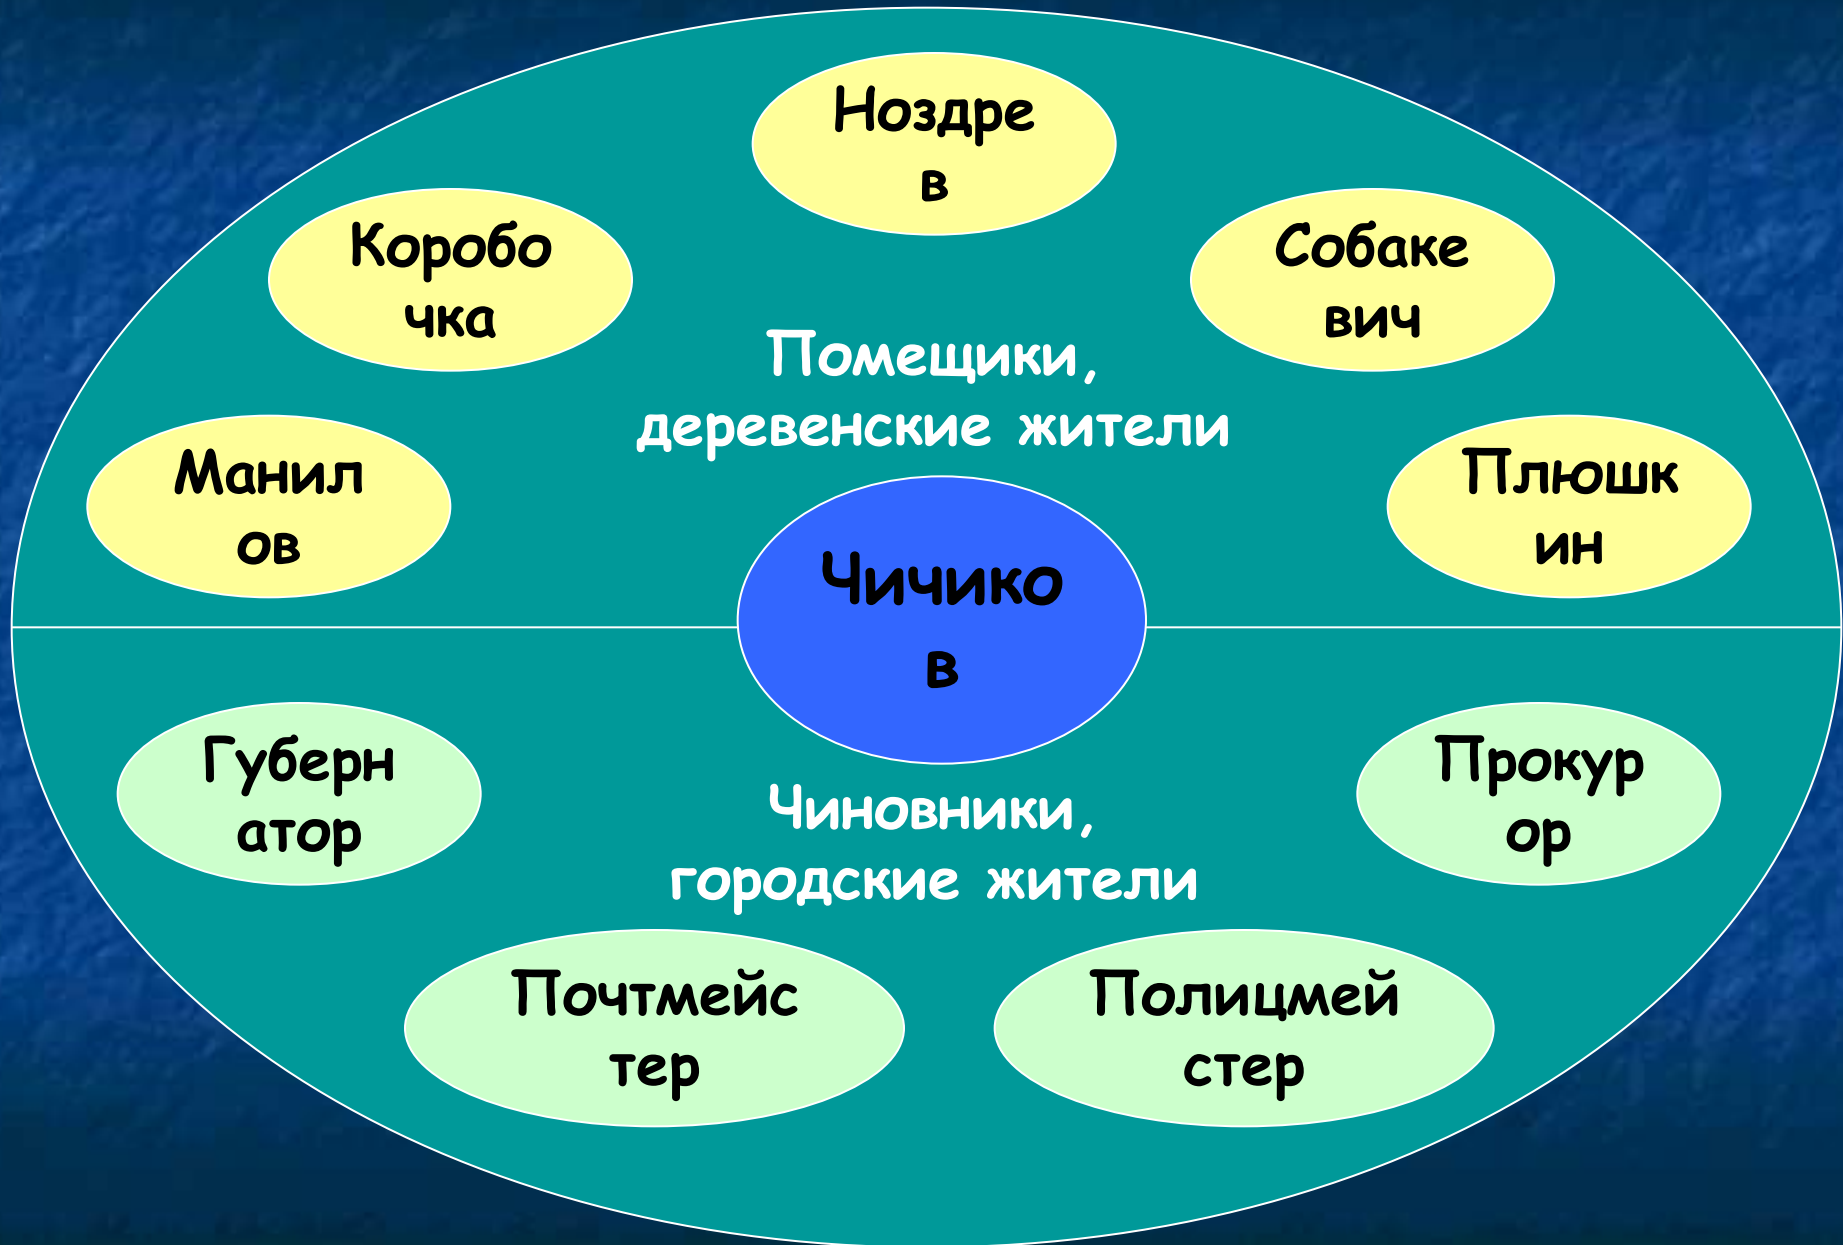 Ноздре
в
Коробо
чка
Собаке
вич
Помещики,
деревенские жители
Манил
ов
Плюшк
ин
Чичико
в
Губерн
атор
Прокур
ор
Чиновники,
городские жители
Почтмейс
тер
Полицмей
стер